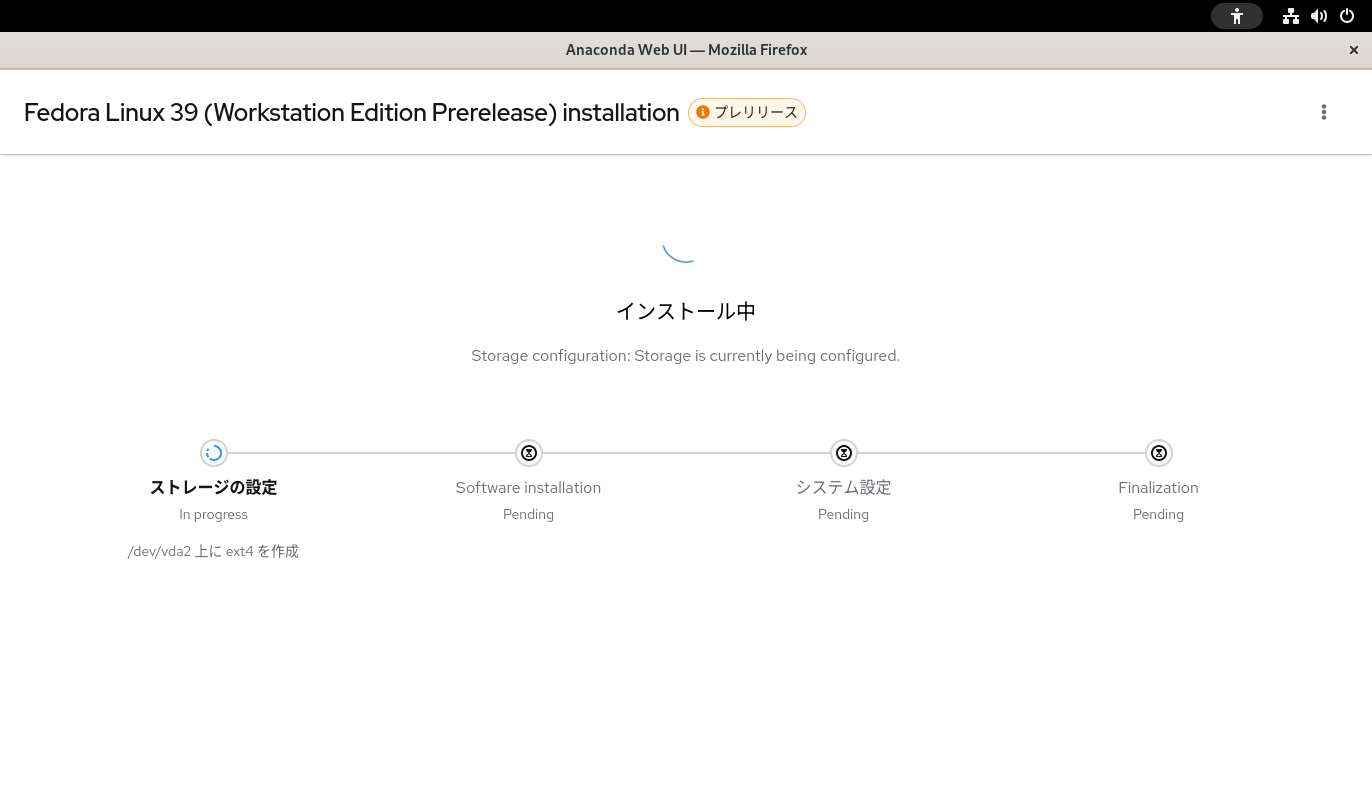 Anaconda Web UI — Mozilla Firefox
Fedora Linux 39 (Workstation Edition Prerelease) installation プレリリース
インストール中
Storage configuration: Storage is currently being configured.
ストレージの設定
In progress
/dev/vda2 上に ext4 を作成
Software installation
Pending
システム設定
Pending
Finalization
Pending